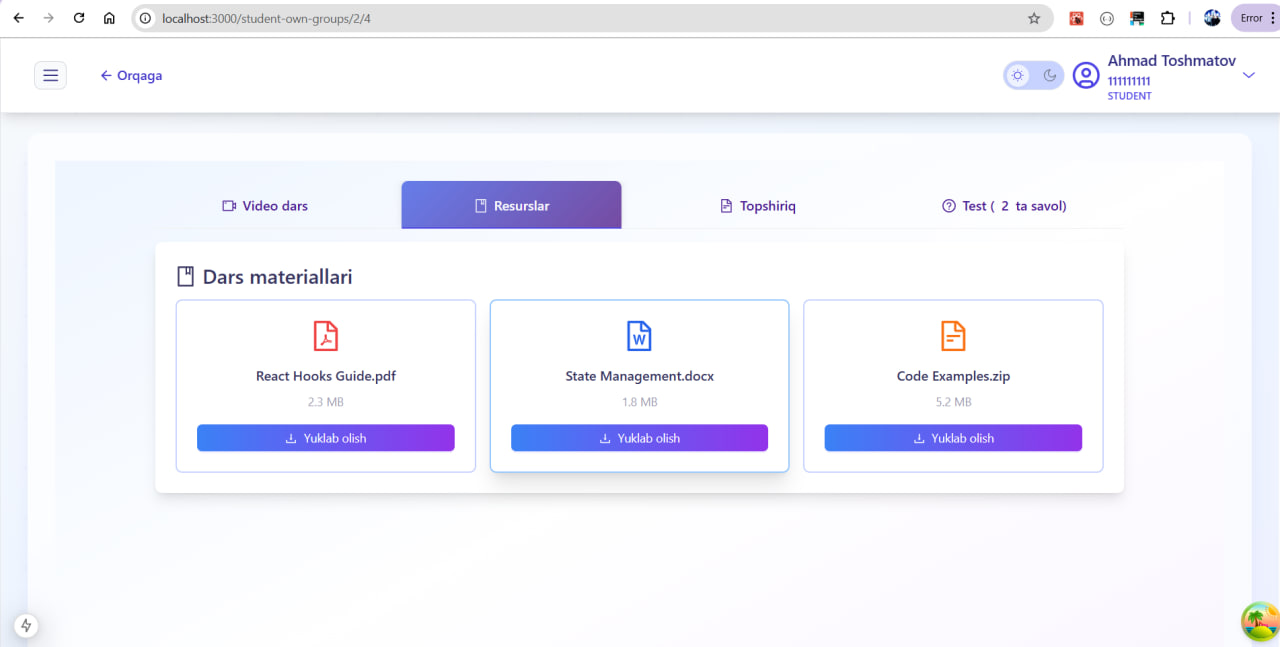 localhost:3000/student-own-groups/2/4
Error
Orqaga
Ahmad Toshmatov
111111111
STUDENT
Video dars
Resurslar
Topshiriq
Test ( 2 ta savol)
Dars materiallari
React Hooks Guide.pdf
2.3 MB
Yuklab olish
W
State Management.docx
1.8 MB
Yuklab olish
Code Examples.zip
5.2 MB
Yuklab olish